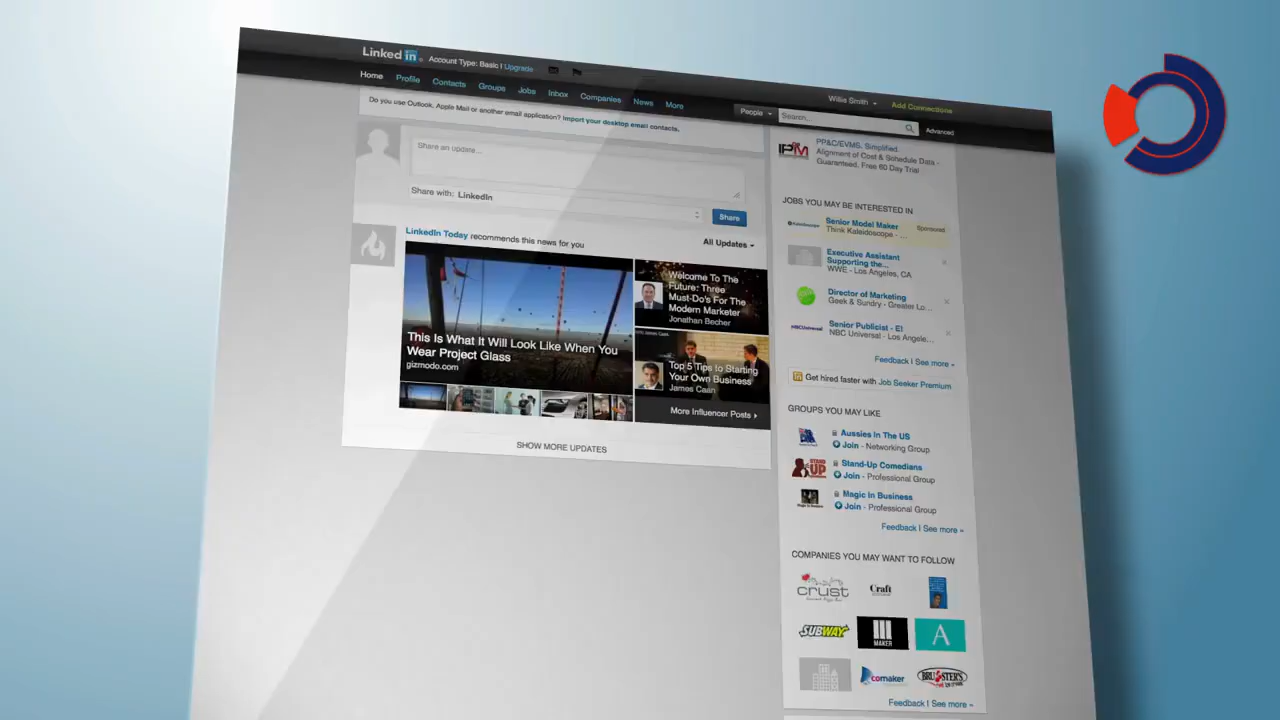 Linked in
Account Type: Basic | Upgrade
Home Profile Contacts Groups Jobs Inbox Companies News More
Willis Smith Add Connections
People Search... Advanced
Do you use Outlook, Apple Mail or another email application? Import your desktop email contacts.
Share an update...
Share with: LinkedIn
Share
LinkedIn Today recommends this news for you
All Updates
This Is What It Will Look Like When You
Wear Project Glass
gizmodo.com
Welcome To The
Future: Three
Must-Do's For The
Modern Marketer
Jonathan Becher
Top 5 Tips to Starting
Your Own Business
James Caan
More Influencer Posts
SHOW MORE UPDATES
IPM
PP&C/EVMS, Simplified
Alignment of Cost & Schedule Data -
Guaranteed. Free 60 Day Trial
JOBS YOU MAY BE INTERESTED IN
Senior Model Maker
Think Kaleidoscope - ...
Sponsored
Executive Assistant
Supporting the...
WWE - Los Angeles, CA
Director of Marketing
Geek & Sundry - Greater Lo...
NBCUniversal
Senior Publicist - E!
NBC Universal - Los Angele...
Feedback | See more »
Get hired faster with Job Seeker Premium
GROUPS YOU MAY LIKE
Aussies In The US
Join - Networking Group
STAND UP
Stand-Up Comedians
Join - Professional Group
Magic In Business
Join - Professional Group
Feedback | See more »
COMPANIES YOU MAY WANT TO FOLLOW
crust
Craft
SUBWAY
MAKER
A
comaker
BRUSTER'S
Feedback | See more »